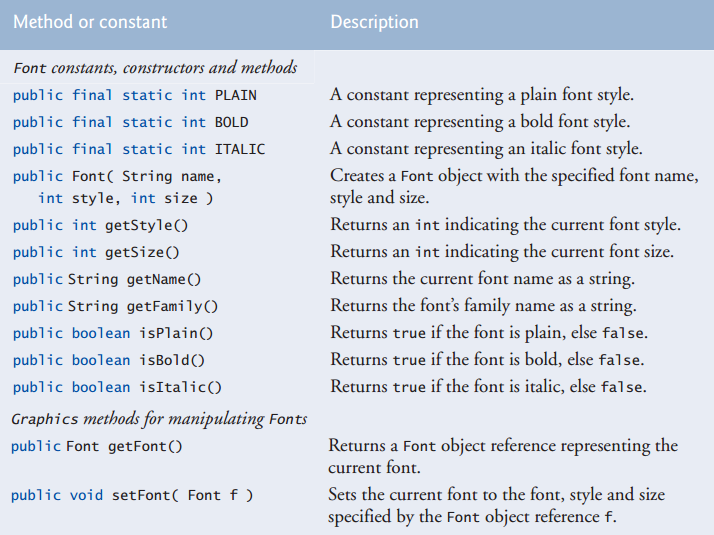 Method or constant Description
Font constants, constructors and methods
public final static int PLAIN A constant representing a plain font style.
public final static int BOLD A constant representing a bold font style.
public final static int ITALIC A constant representing an italic font style.
public Font( String name, Creates a Font object with the specified font name,
int style, int size ) style and size.
public int getStyle() Returns an int indicating the current font style.
public int getSize() Returns an int indicating the current font size.
public String getName() Returns the current font name as a string.
public String getFamily() Returns the font’s family name as a string.
public boolean isPlain() Returns true if the font is plain, else false.
public boolean isBold() Returns true if the font is bold, else false.
public boolean isItalic() Returns true if the font is italic, else false.
Graphics methods for manipulating Fonts
public Font getFont() Returns a Font object reference representing the
current font.
public void setFont( Font f ) Sets the current font to the font, style and size
specified by the Font object reference f.